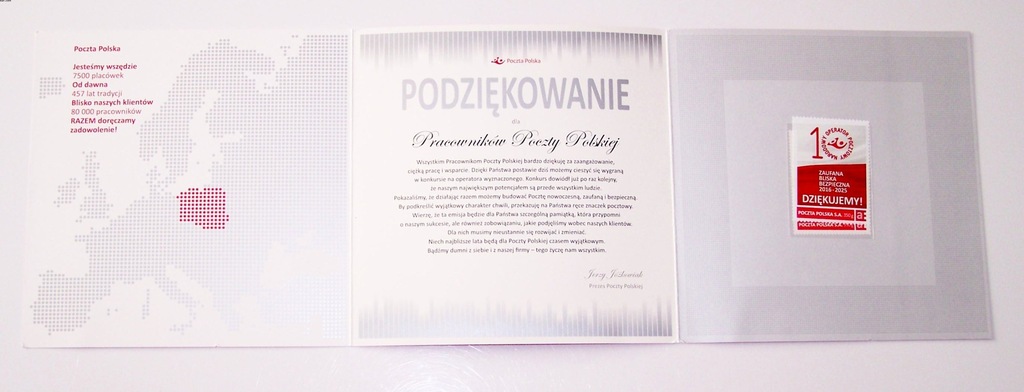 Poczta Polska
Jesteśmy wszędzie
7500 placówek
Od dawna
457 lat tradycji
Blisko naszych klientów
80 000 pracowników
RAZEM doręczamy
zadowolenie!
Poczta Polska
PODZIĘKOWANIE
dla
Pracowników Poczty Polskiej
Wszystkim Pracownikom Poczty Polskiej bardzo dziękuję za zaangażowanie,
ciężką pracę i wsparcie. Dzięki Państwa postawie dziś możemy cieszyć się wygraną
w konkursie na operatora wyznaczonego. Konkurs dowiódł już po raz kolejny,
że naszym największym potencjałem są przede wszystkim ludzie.
Pokazaliśmy, że działając razem możemy budować Pocztę nowoczesną, zaufaną i bezpieczną.
By podkreślić wyjątkowy charakter chwili, przekazuję na Państwa ręce znaczek pocztowy.
Wierzę, że ta emisja będzie dla Państwa szczególną pamiątką, która przypomni
o naszym sukcesie, ale również zobowiązaniu, jakie podjęliśmy wobec naszych klientów.
Dla nich musimy nieustannie się rozwijać i zmieniać.
Niech najbliższe lata będą dla Poczty Polskiej czasem wyjątkowym.
Bądźmy dumni z siebie i z naszej firmy – tego życzę nam wszystkim.
Jerzy Jóźkowiak
Prezes Poczty Polskiej
1 NARODOWY OPERATOR POCZTOWY
ZAUFANA
BLISKA
BEZPIECZNA
2016 - 2025
DZIĘKUJEMY!
POCZTA POLSKA S.A. 350 g
POCZTA POLSKA S.A.